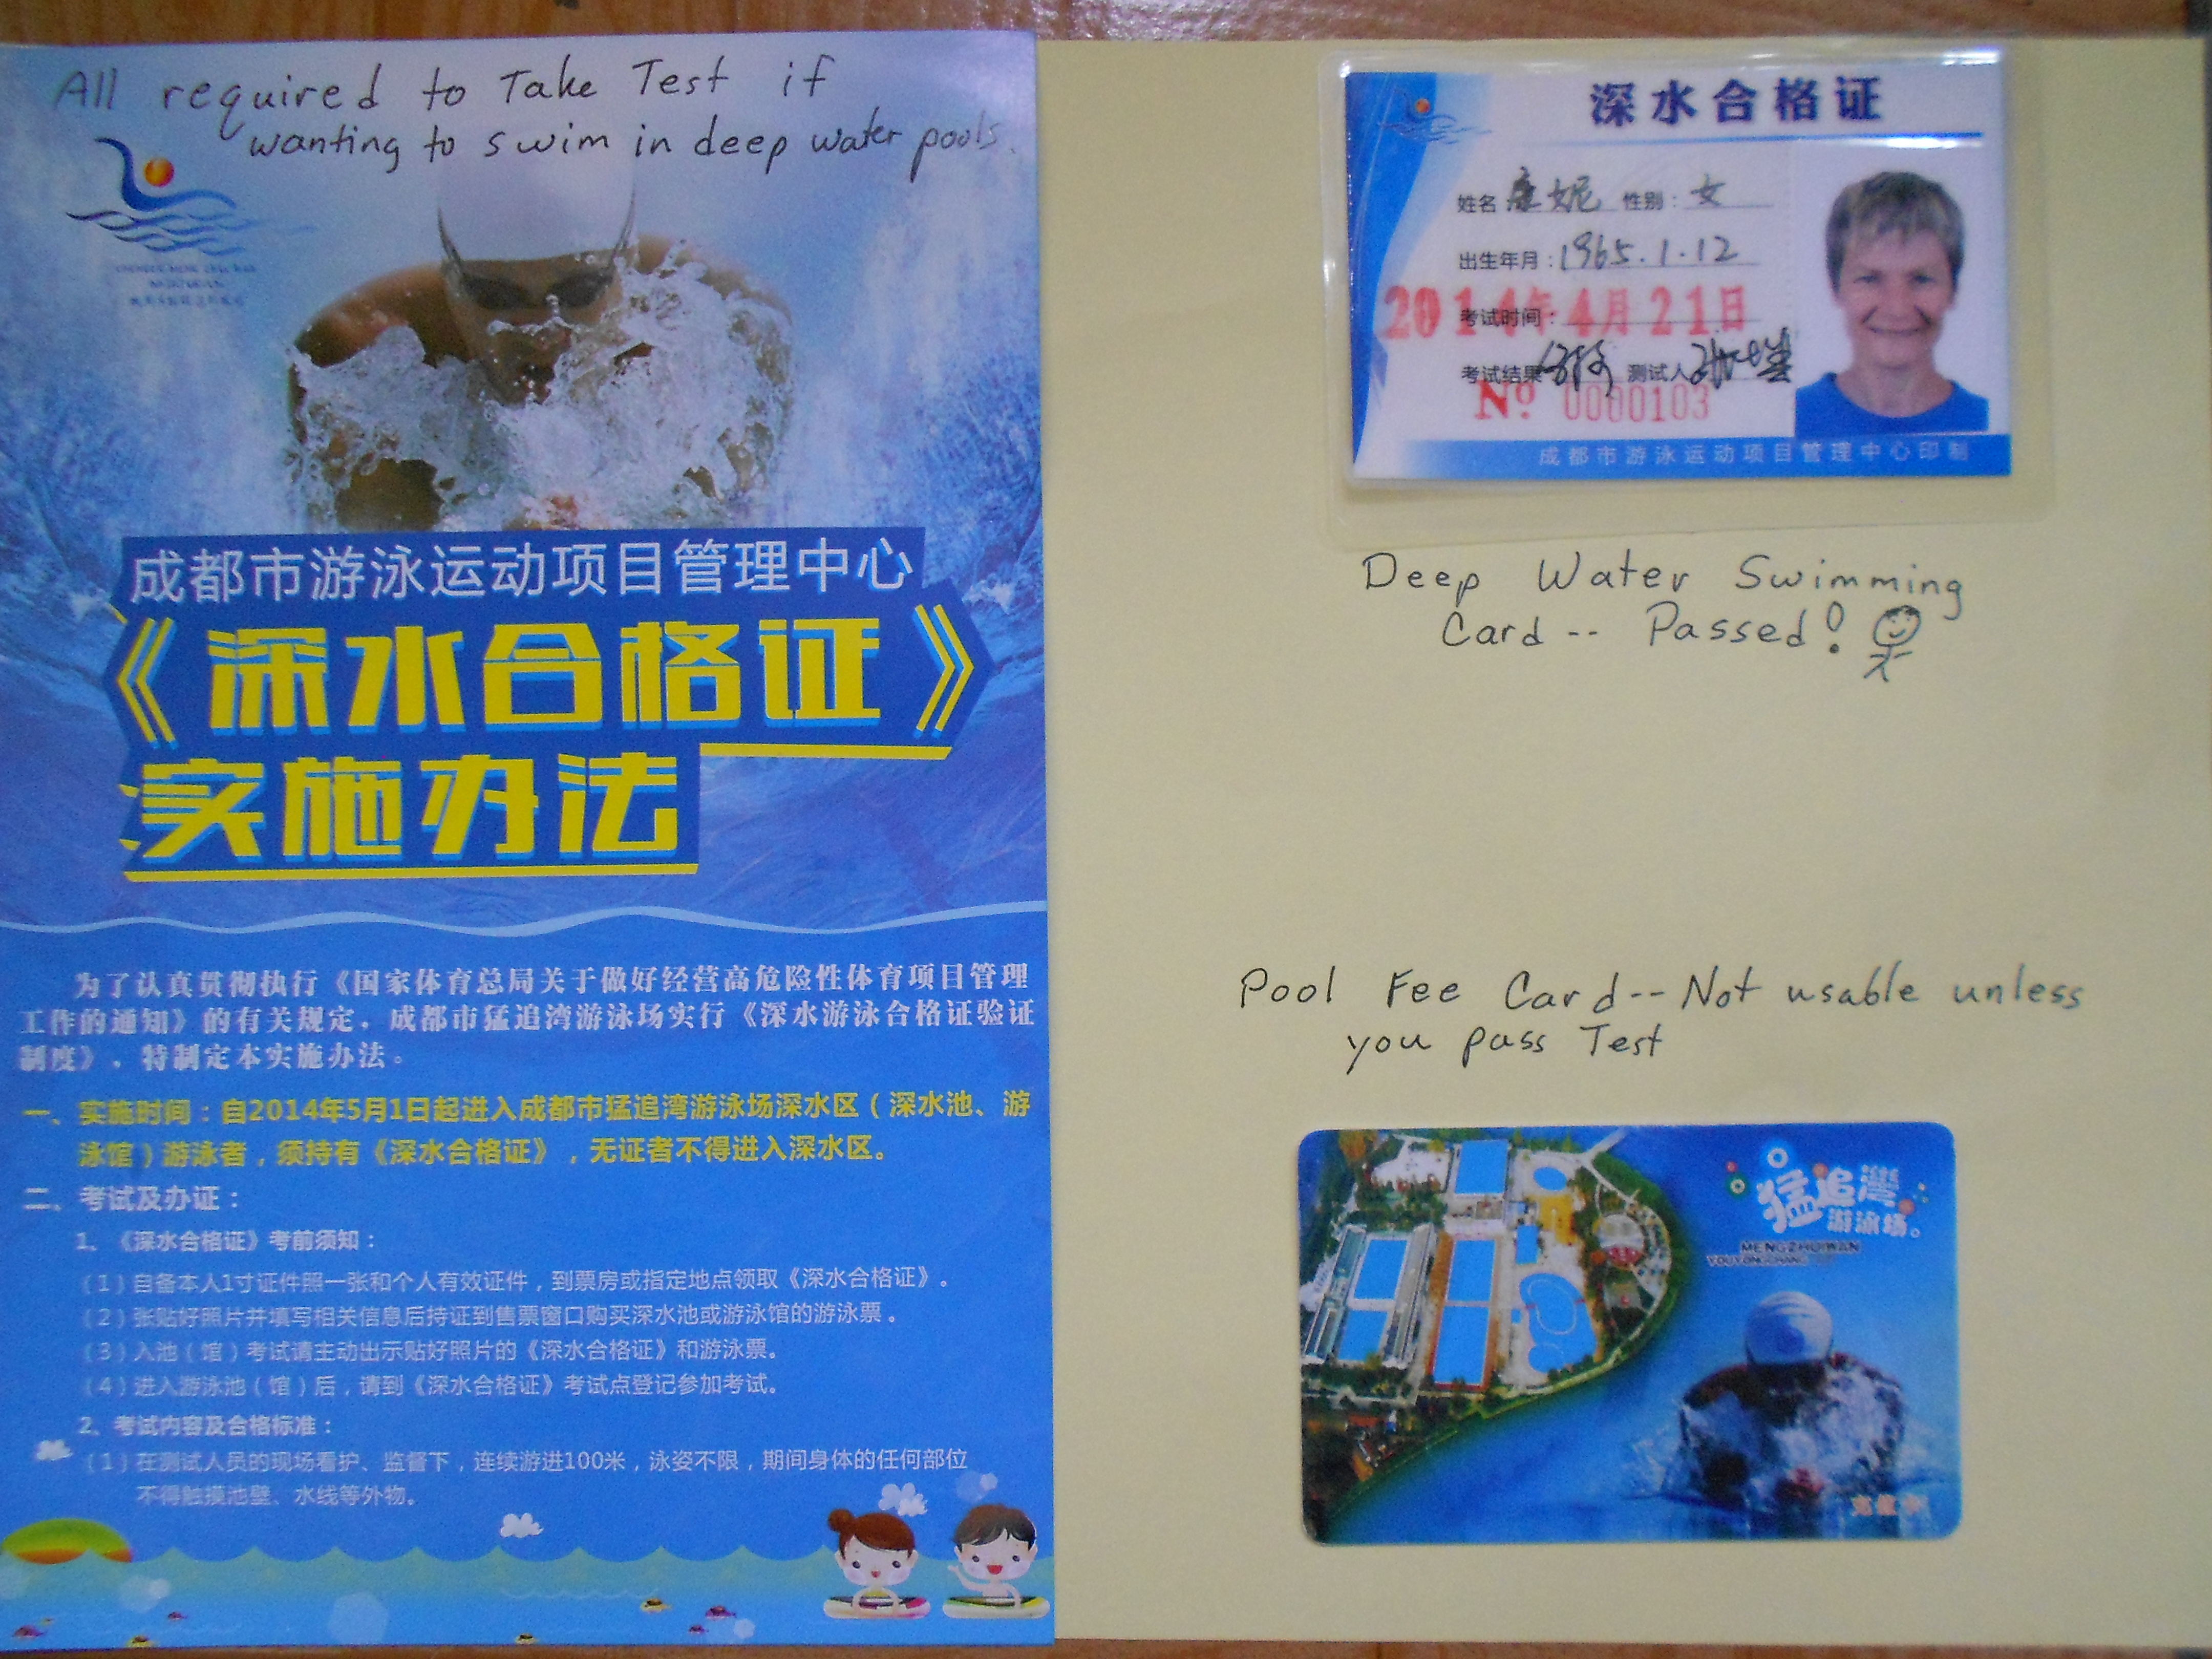 All required to Take Test if
wanting to swim in deep water pools.
成都市游泳运动项目管理中心
《深水合格证》
实施办法
为了认真贯彻执行《国家体育总局关于做好经营高危险性体育项目管理
工作的通知》的有关规定，成都市猛追湾游泳场实行《深水游泳合格证验证
制度》，特制定本实施办法。
一、实施时间：自2014年5月1日起进入成都市猛追湾游泳场深水区（深水池、游
泳馆）游泳者，须持有《深水合格证》，无证者不得进入深水区。
二、考试及办证：
1、《深水合格证》考前须知：
（1）自备本人1寸证件照一张和个人有效证件，到票房或指定地点领取《深水合格证》。
（2）张贴好照片并填写相关信息后持证到售票窗口购买深水池或游泳馆的游泳票。
（3）入池（馆）考试请主动出示贴好照片的《深水合格证》和游泳票。
（4）进入游泳池（馆）后，请到《深水合格证》考试点登记参加考试。
2、考试内容及合格标准：
（1）在测试人员的现场看护、监督下，连续游进100米，泳姿不限，期间身体的任何部位
不得触摸池壁、水线等外物。
深水合格证
姓名 康妮 性别：女
出生年月：1965.1.12
考试时间：2014年4月21日
考试结果 合格 测试人
№ 0000103
成都市游泳运动项目管理中心印制
Deep Water Swimming
Card -- Passed!
Pool Fee Card -- Not usable unless
you pass Test
猛追灣
游泳场。
MENGZHUIWAN
YOUYONGCHANG